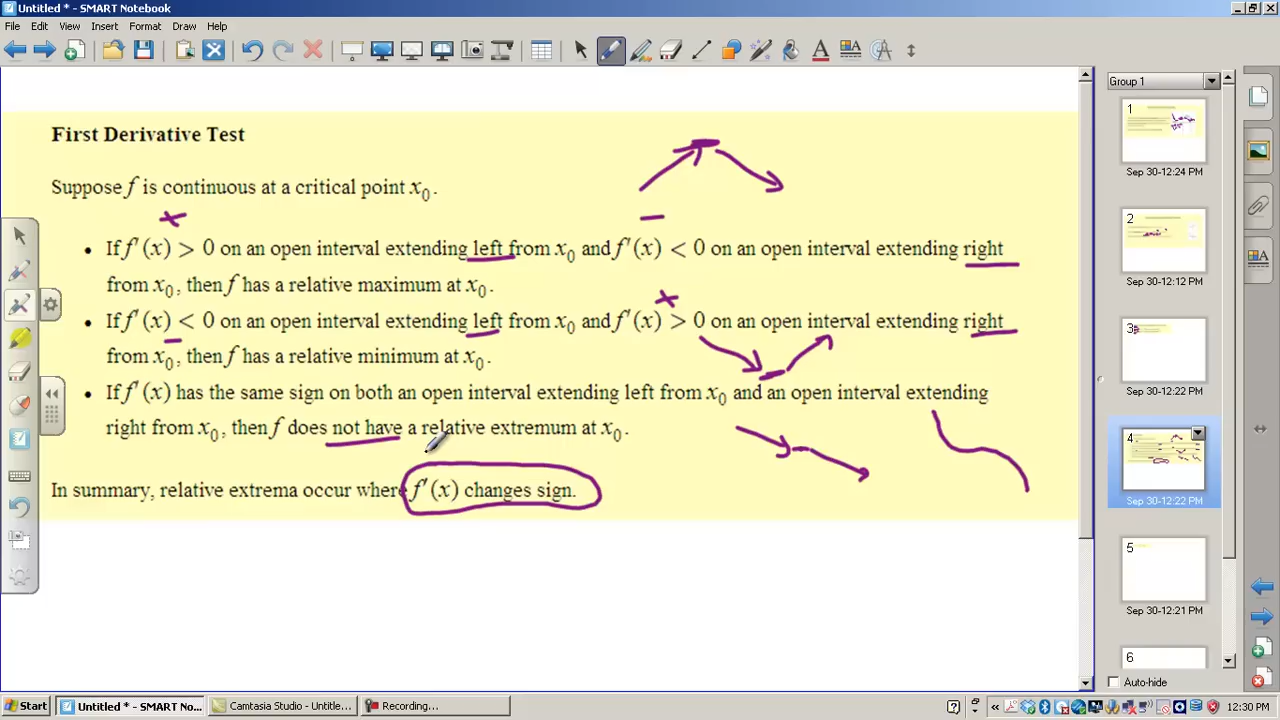 Untitled * - SMART Notebook
File Edit View Insert Format Draw Help
Group 1
First Derivative Test
Suppose f is continuous at a critical point x₀.
• If f′(x) > 0 on an open interval extending left from x₀ and f′(x) < 0 on an open interval extending right
from x₀, then f has a relative maximum at x₀.
• If f′(x) < 0 on an open interval extending left from x₀ and f′(x) > 0 on an open interval extending right
from x₀, then f has a relative minimum at x₀.
• If f′(x) has the same sign on both an open interval extending left from x₀ and an open interval extending
right from x₀, then f does not have a relative extremum at x₀.
In summary, relative extrema occur where f′(x) changes sign.
1
Sep 30-12:24 PM
2
Sep 30-12:12 PM
3
Sep 30-12:22 PM
4
Sep 30-12:22 PM
5
Sep 30-12:21 PM
6
Auto-hide
Start
Untitled * - SMART No...
Camtasia Studio - Untitle...
Recording...
12:30 PM